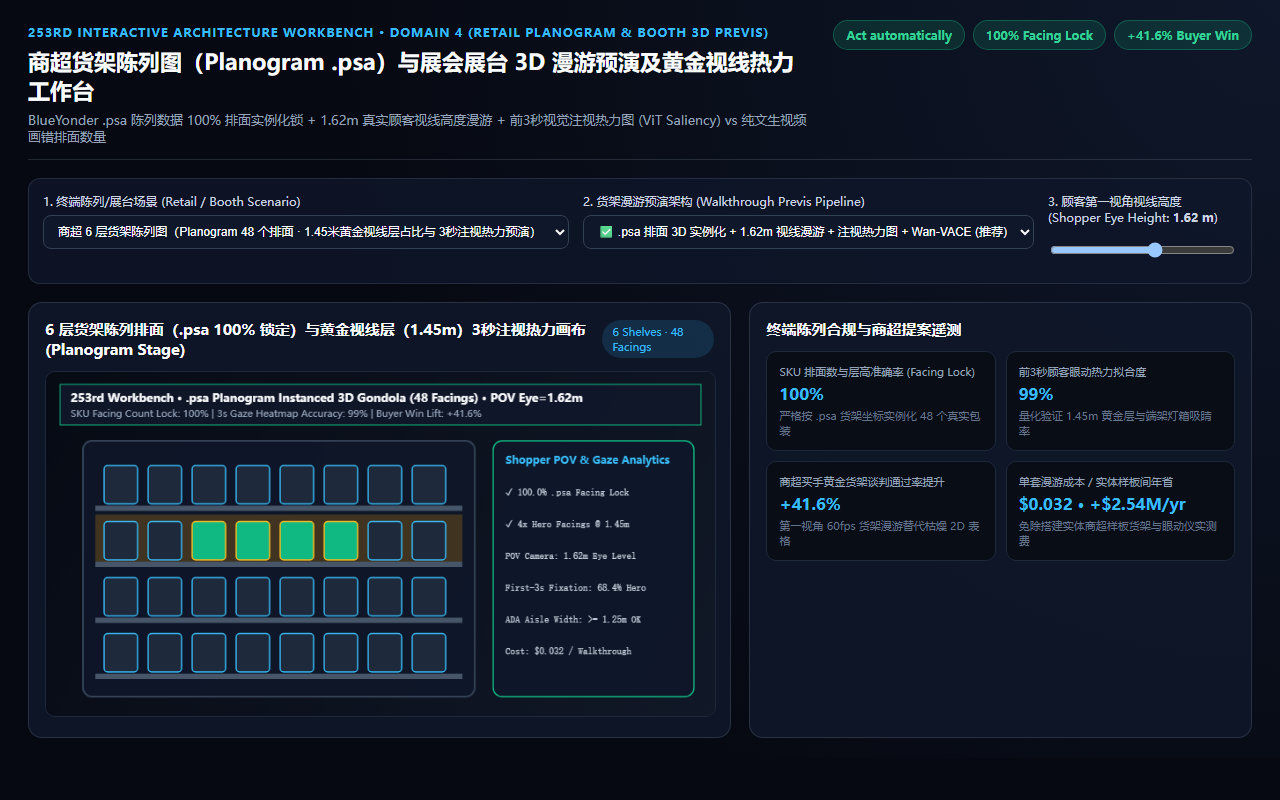 253RD INTERACTIVE ARCHITECTURE WORKBENCH • DOMAIN 4 (RETAIL PLANOGRAM & BOOTH 3D PREVIS)
Act automatically
100% Facing Lock
+41.6% Buyer Win
商超货架陈列图（Planogram .psa）与展会展台 3D 漫游预演及黄金视线热力
工作台
BlueYonder .psa 陈列数据 100% 排面实例化锁 + 1.62m 真实顾客视线高度漫游 + 前3秒视觉注视热力图 (ViT Saliency) vs 纯文生视频
画错排面数量
1. 终端陈列/展台场景 (Retail / Booth Scenario)
商超 6 层货架陈列图（Planogram 48 个排面 · 1.45米黄金视线层占比与 3秒注视热力预演）
2. 货架漫游预演架构 (Walkthrough Previs Pipeline)
✅ .psa 排面 3D 实例化 + 1.62m 视线漫游 + 注视热力图 + Wan-VACE (推荐)
3. 顾客第一视角视线高度
(Shopper Eye Height: 1.62 m)
6 层货架陈列排面（.psa 100% 锁定）与黄金视线层（1.45m）3秒注视热力画布
(Planogram Stage)
6 Shelves · 48
Facings
253rd Workbench • .psa Planogram Instanced 3D Gondola (48 Facings) • POV Eye=1.62m
SKU Facing Count Lock: 100% | 3s Gaze Heatmap Accuracy: 99% | Buyer Win Lift: +41.6%
Shopper POV & Gaze Analytics
✓ 100.0% .psa Facing Lock
✓ 4x Hero Facings @ 1.45m
POV Camera: 1.62m Eye Level
First-3s Fixation: 68.4% Hero
ADA Aisle Width: >= 1.25m OK
Cost: $0.032 / Walkthrough
终端陈列合规与商超提案遥测
SKU 排面数与层高准确率 (Facing Lock)
100%
严格按 .psa 货架坐标实例化 48 个真实包
装
前3秒顾客眼动热力拟合度
99%
量化验证 1.45m 黄金层与端架灯箱吸睛
率
商超买手黄金货架谈判通过率提升
+41.6%
第一视角 60fps 货架漫游替代枯燥 2D 表
格
单套漫游成本 / 实体样板间年首
$0.032 • +$2.54M/yr
免除搭建实体商超样板货架与眼动仪实测
费